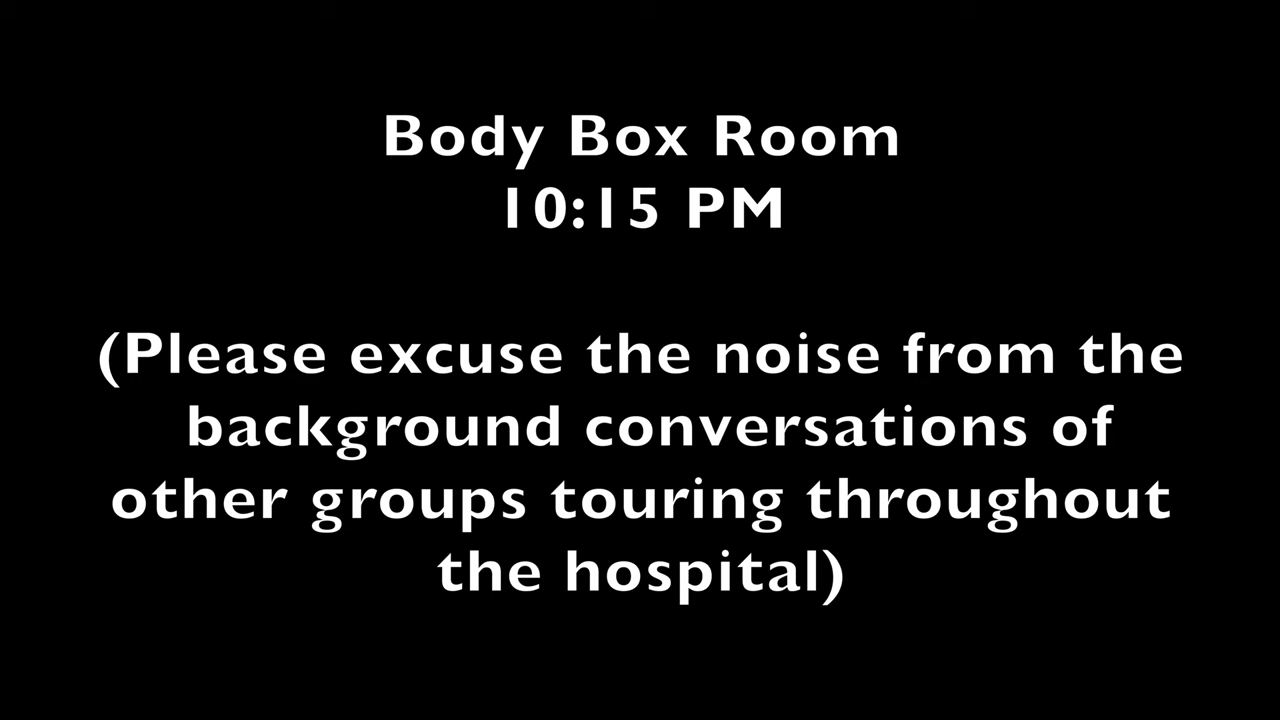 Body Box Room
10:15 PM
(Please excuse the noise from the
background conversations of
other groups touring throughout
the hospital)